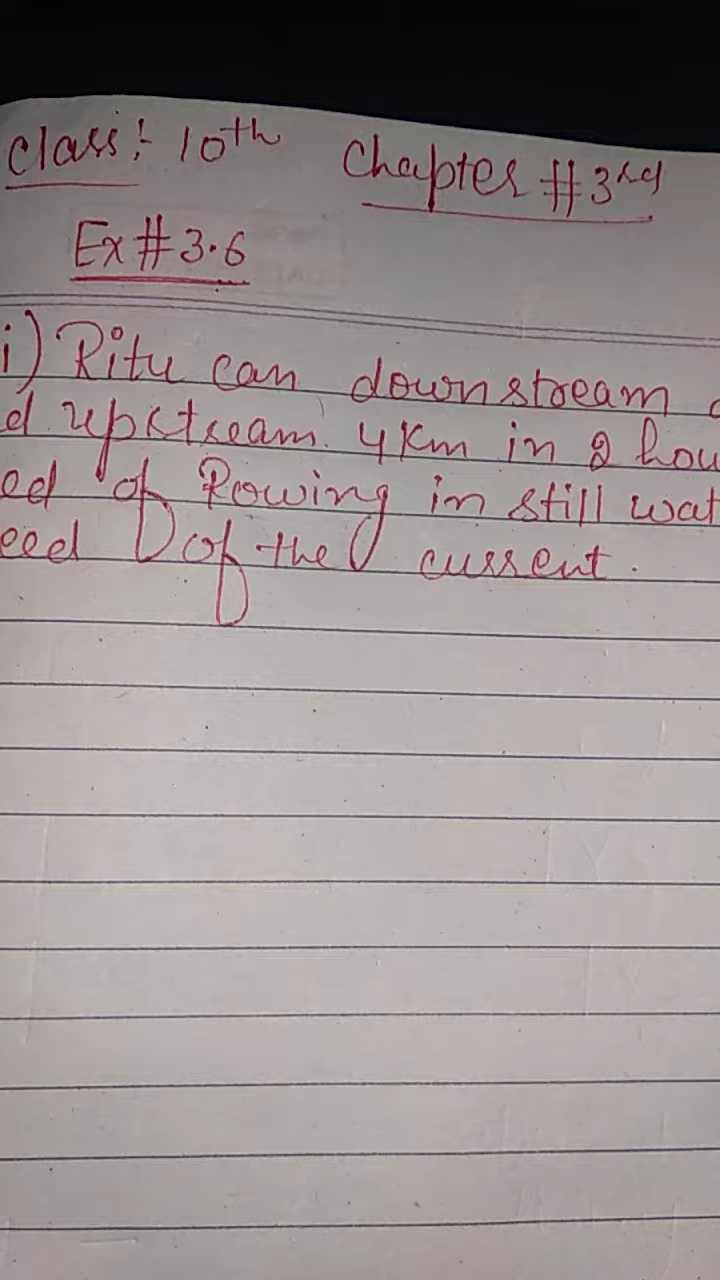 Class:- 10th Chapter #3rd
Ex#3.6
i) Ritu can downstream
d upstream 4km in 2 hou
ed of Rowing in still wat
eed of the current.